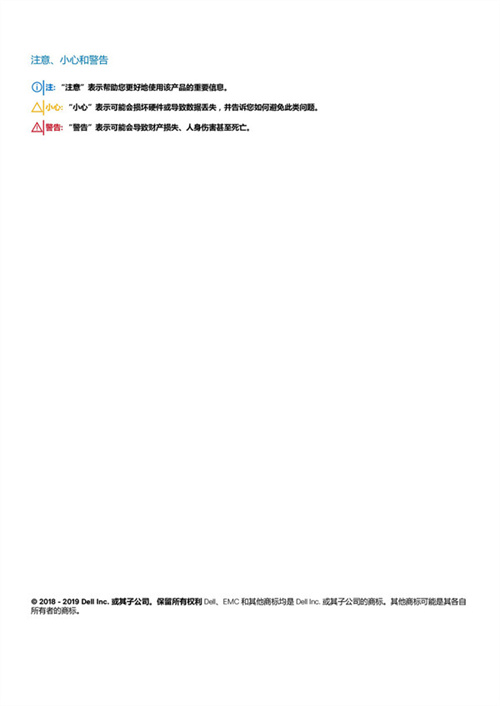 注意、小心和警告
注: “注意”表示帮助您更好地使用该产品的重要信息。
小心: “小心”表示可能会损坏硬件或导致数据丢失，并告诉您如何避免此类问题。
警告: “警告”表示可能会导致财产损失、人身伤害甚至死亡。
© 2018 - 2019 Dell Inc. 或其子公司。保留所有权利 Dell、EMC 和其他商标均是 Dell Inc. 或其子公司的商标。其他商标可能是其各自
所有者的商标。